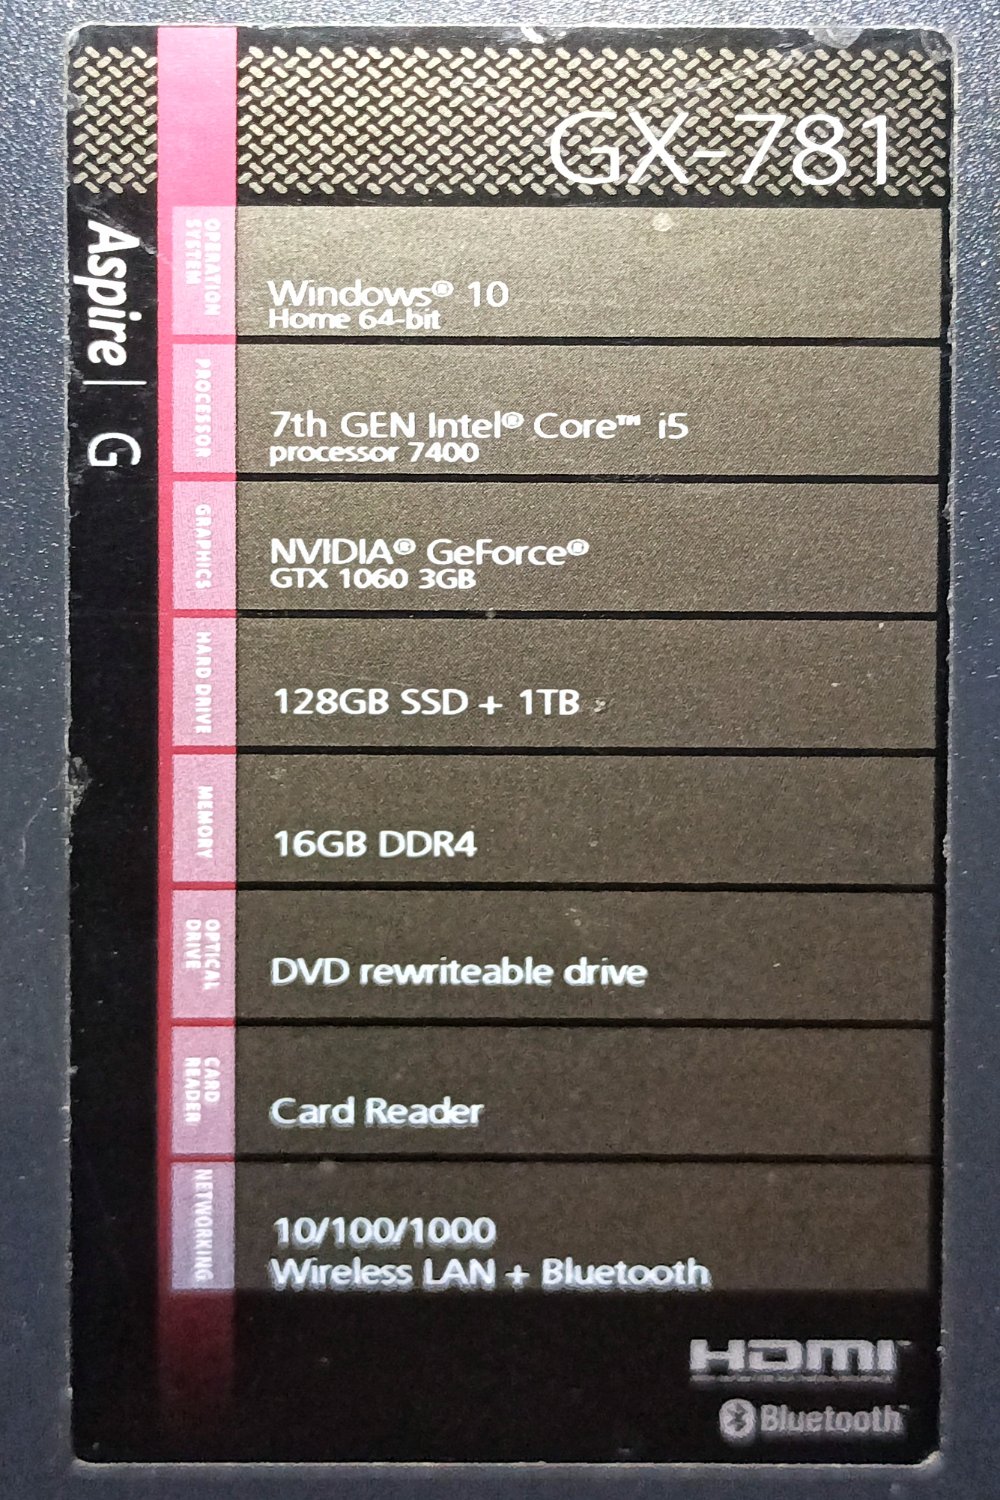 GX-781
Aspire | G
OPERATION
SYSTEM
Windows® 10
Home 64-bit
PROCESSOR
7th GEN Intel® Core™ i5
processor 7400
GRAPHICS
NVIDIA® GeForce®
GTX 1060 3GB
HARD DRIVE
128GB SSD + 1TB
MEMORY
16GB DDR4
OPTICAL
DRIVE
DVD rewriteable drive
CARD
READER
Card Reader
NETWORKING
10/100/1000
Wireless LAN + Bluetooth
HDMI™
Bluetooth™